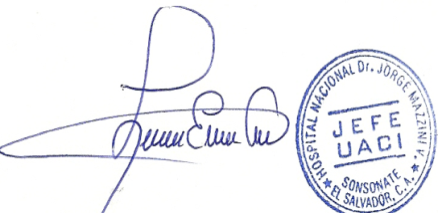 HOSPITAL NACIONAL Dr. JORGE MAZZINI V.
JEFE
UACI
SONSONATE
EL SALVADOR, C.A.